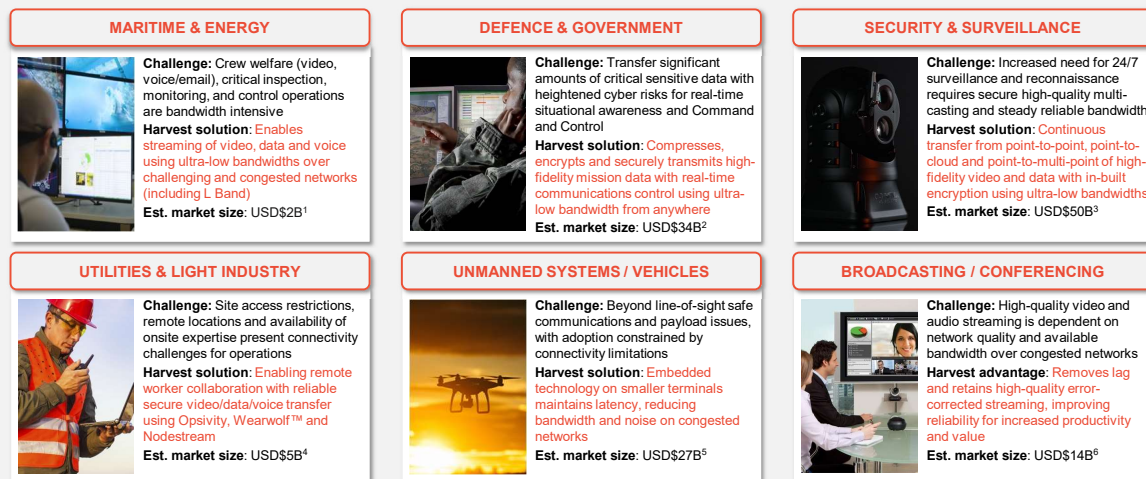 MARITIME & ENERGY
Challenge: Crew welfare (video,
voice/email), critical inspection,
monitoring, and control operations
are bandwidth intensive
Harvest solution: Enables
streaming of video, data and voice
using ultra-low bandwidths over
challenging and congested networks
(including L Band)
Est. market size: USD$2B¹
DEFENCE & GOVERNMENT
Challenge: Transfer significant
amounts of critical sensitive data with
heightened cyber risks for real-time
situational awareness and Command
and Control
Harvest solution: Compresses,
encrypts and securely transmits high-
fidelity mission data with real-time
communications control using ultra-
low bandwidth from anywhere
Est. market size: USD$34B²
SECURITY & SURVEILLANCE
Challenge: Increased need for 24/7
surveillance and reconnaissance
requires secure high-quality multi-
casting and steady reliable bandwidth
Harvest solution: Continuous
transfer from point-to-point, point-to-
cloud and point-to-multi-point of high-
fidelity video and data with in-built
encryption using ultra-low bandwidths
Est. market size: USD$50B³
UTILITIES & LIGHT INDUSTRY
Challenge: Site access restrictions,
remote locations and availability of
onsite expertise present connectivity
challenges for operations
Harvest solution: Enabling remote
worker collaboration with reliable
secure video/data/voice transfer
using Opsivity, Wearwolf™ and
Nodestream
Est. market size: USD$5B⁴
UNMANNED SYSTEMS / VEHICLES
Challenge: Beyond line-of-sight safe
communications and payload issues,
with adoption constrained by
connectivity limitations
Harvest solution: Embedded
technology on smaller terminals
maintains latency, reducing
bandwidth and noise on congested
networks
Est. market size: USD$27B⁵
BROADCASTING / CONFERENCING
Challenge: High-quality video and
audio streaming is dependent on
network quality and available
bandwidth over congested networks
Harvest advantage: Removes lag
and retains high-quality error-
corrected streaming, improving
reliability for increased productivity
and value
Est. market size: USD$14B⁶